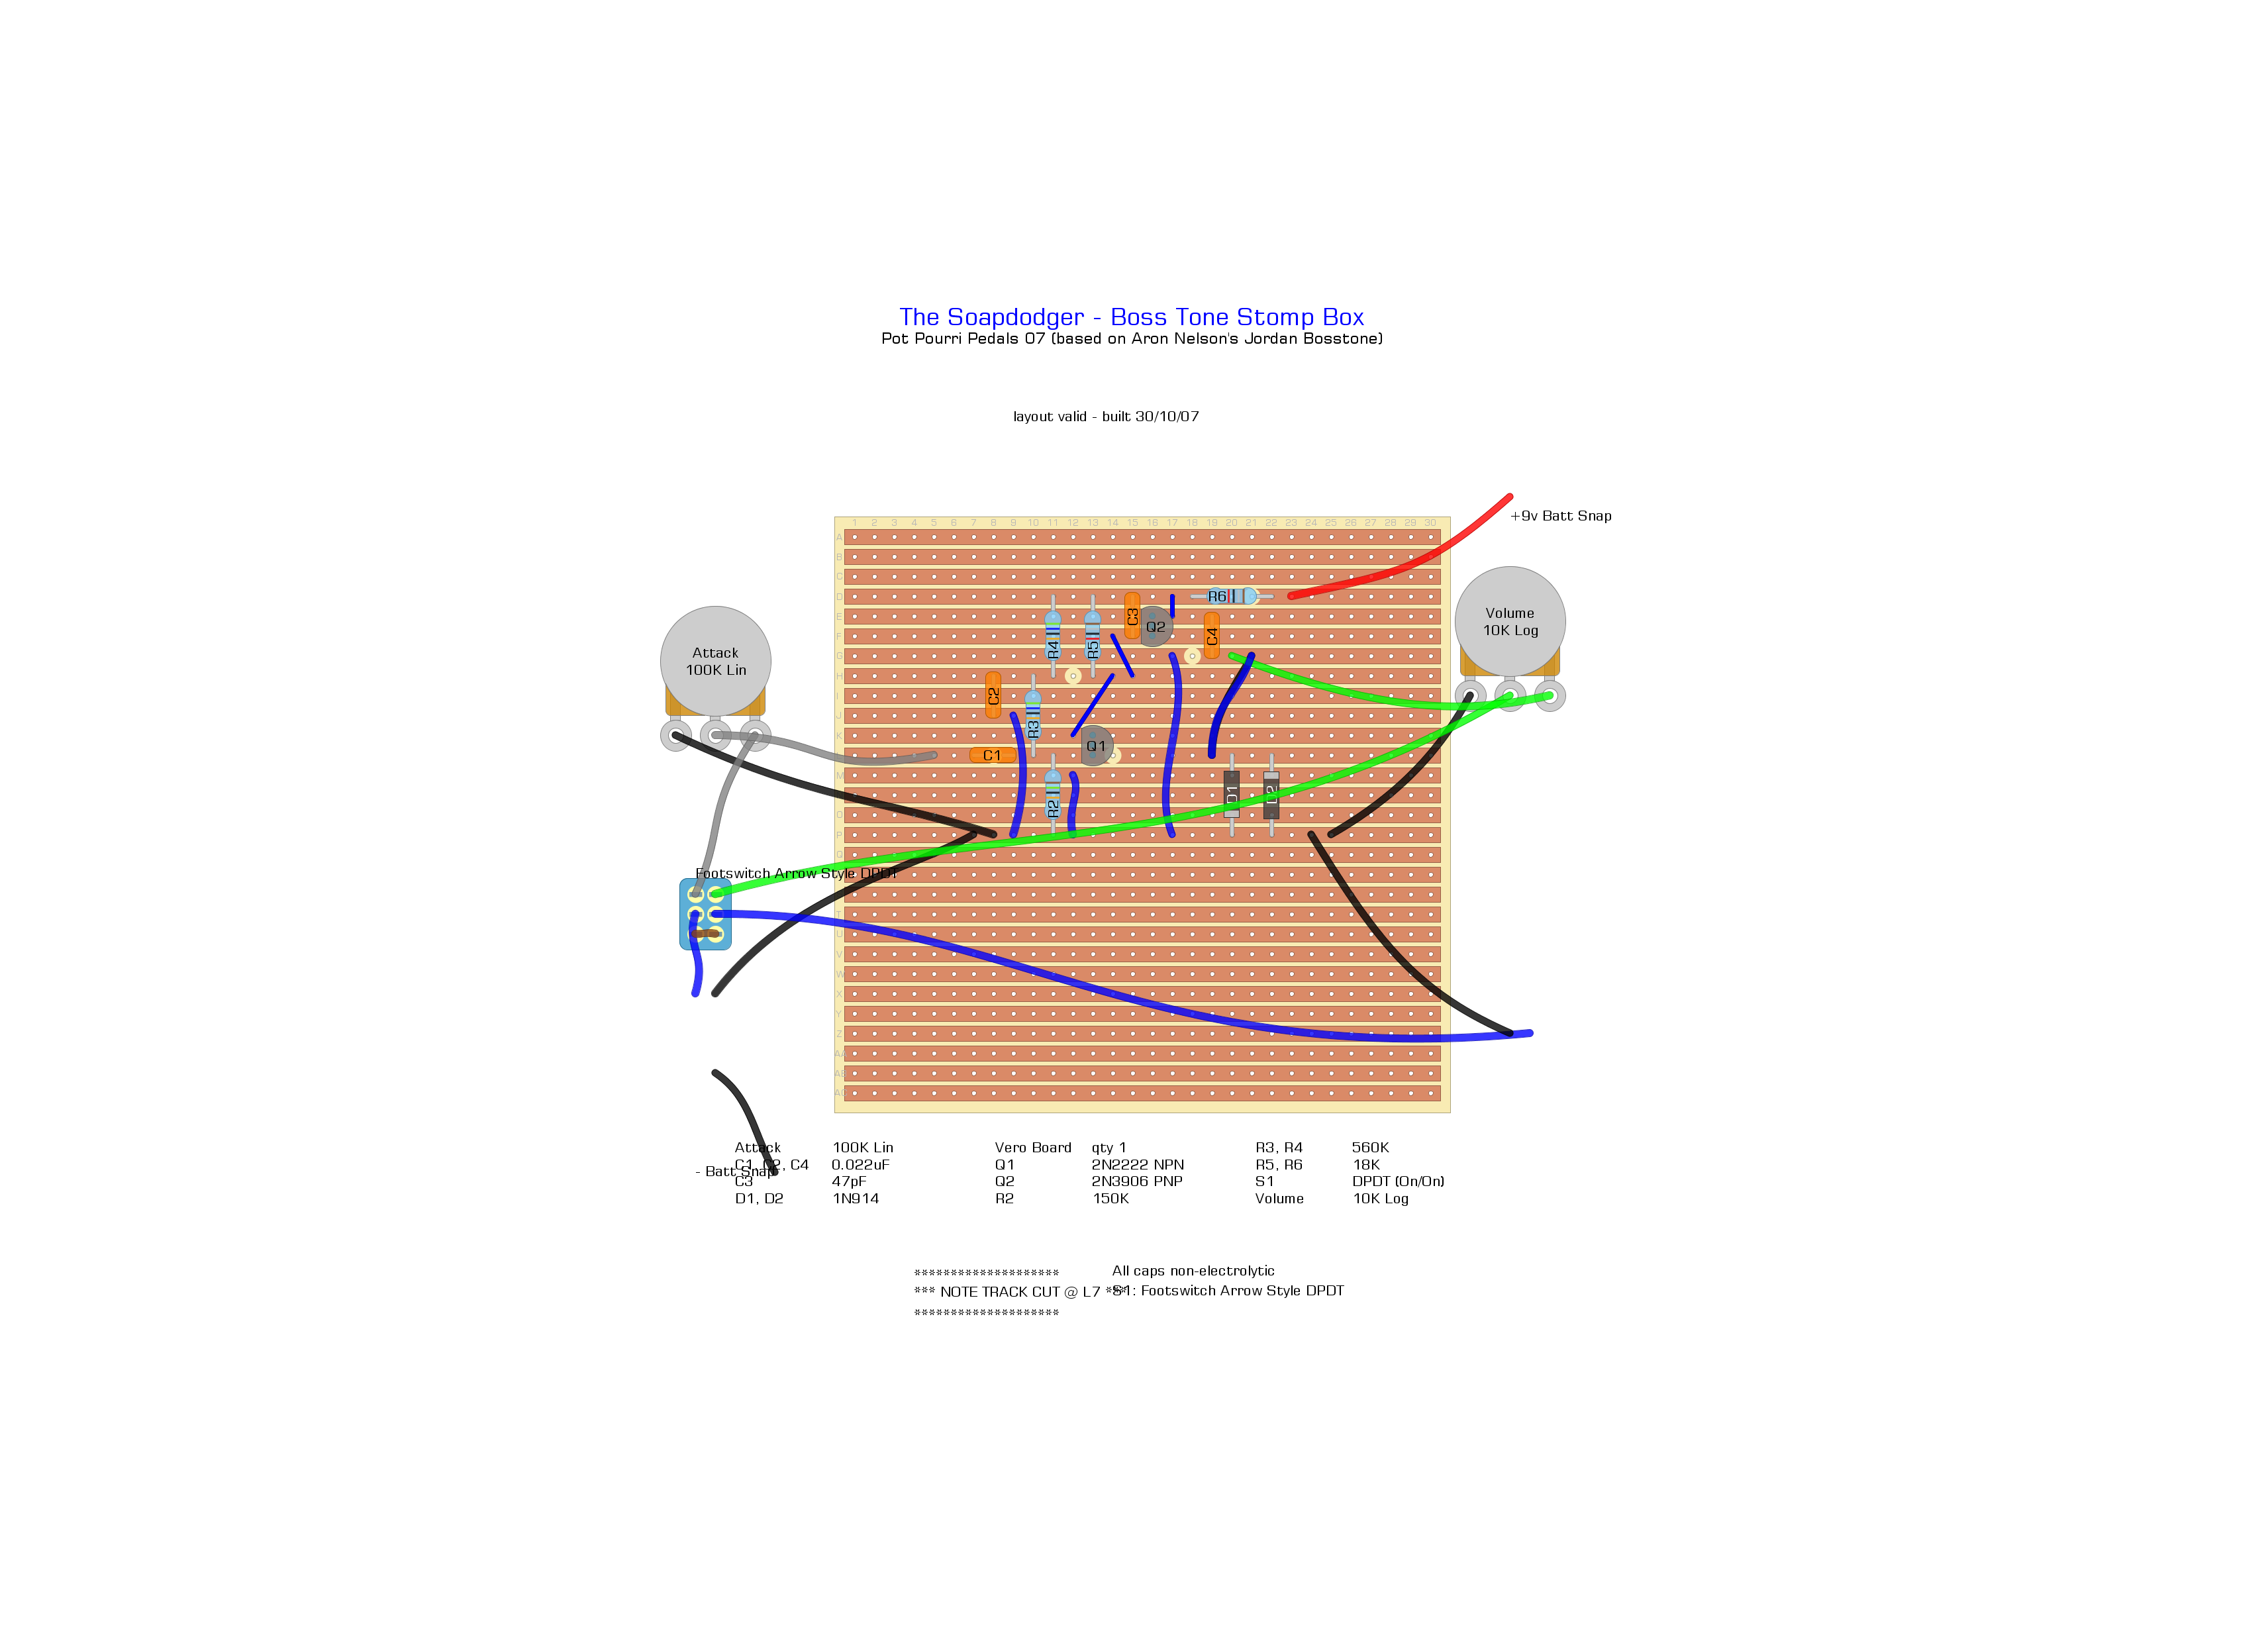 The Soapdodger - Boss Tone Stomp Box
Pot Pourri Pedals 07 (based on Aron Nelson's Jordan Bosstone)
layout valid - built 30/10/07
+9v Batt Snap
1 2 3 4 5 6 7 8 9 10 11 12 13 14 15 16 17 18 19 20 21 22 23 24 25 26 27 28 29 30
A
B
C
D
E
F
G
H
I
J
K
M
O
P
Q
T
U
V
W
X
Y
Z
Volume
10K Log
Attack
100K Lin
R6
C3
Q2
C4
R4
R5
C2
R3
Q1
C1
R2
D1
D2
Footswitch Arrow Style DPDT
Attack 100K Lin Vero Board qty 1 R3, R4 560K
C1, C2, C4 0.022uF Q1 2N2222 NPN R5, R6 18K
- Batt Snap
C3 47pF Q2 2N3906 PNP S1 DPDT (On/On)
D1, D2 1N914 R2 150K Volume 10K Log
********************
*** NOTE TRACK CUT @ L7 ***
********************
All caps non-electrolytic
S1: Footswitch Arrow Style DPDT